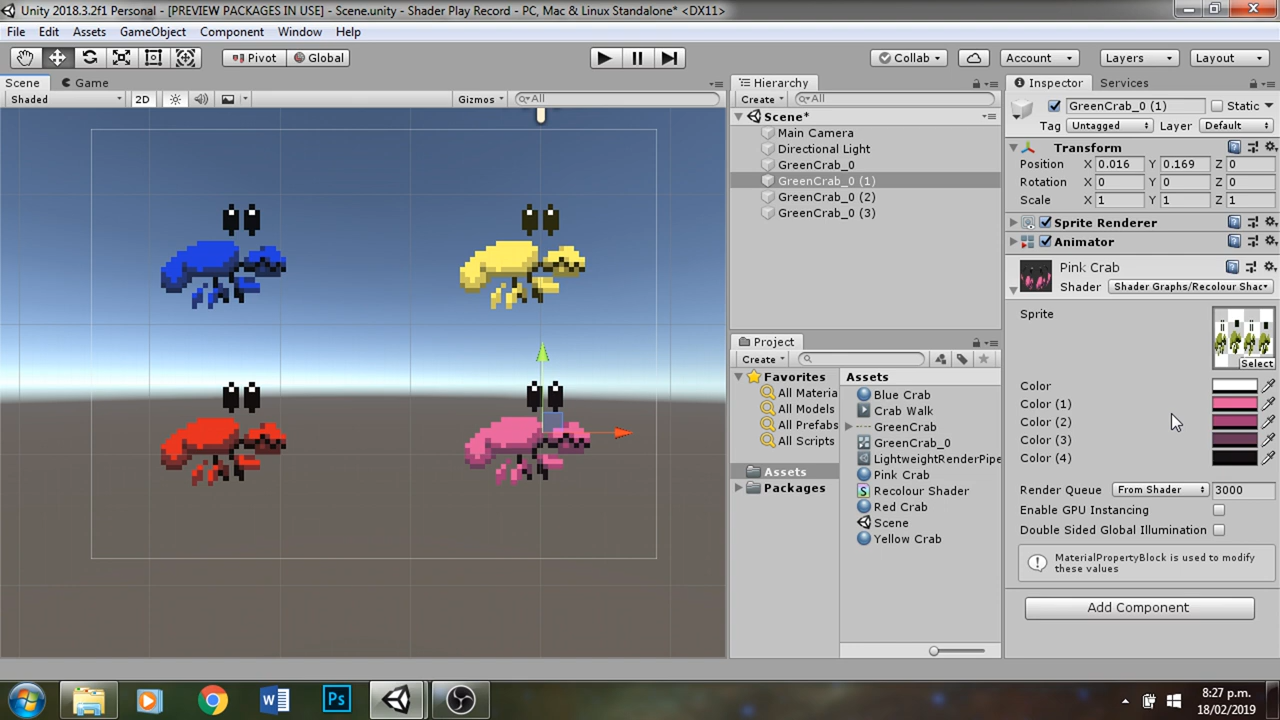 Unity 2018.3.2f1 Personal - [PREVIEW PACKAGES IN USE] - Scene.unity - Shader Play Record - PC, Mac & Linux Standalone* <DX11>
File Edit Assets GameObject Component Window Help
Pivot Global Collab Account Layers Layout
Scene Game
Shaded 2D Gizmos All
Hierarchy
Create All
Scene*
Main Camera
Directional Light
GreenCrab_0
GreenCrab_0 (1)
GreenCrab_0 (2)
GreenCrab_0 (3)
Project
Create
Favorites
All Materia
All Models
All Prefabs
All Scripts
Assets
Packages
Assets
Blue Crab
Crab Walk
GreenCrab
GreenCrab_0
LightweightRenderPipe
Pink Crab
Recolour Shader
Red Crab
Scene
Yellow Crab
Inspector Services
GreenCrab_0 (1) Static
Tag Untagged Layer Default
Transform
Position X 0.016 Y 0.169 Z 0
Rotation X 0 Y 0 Z 0
Scale X 1 Y 1 Z 1
Sprite Renderer
Animator
Pink Crab
Shader Shader Graphs/Recolour Shac
Sprite
Select
Color
Color (1)
Color (2)
Color (3)
Color (4)
Render Queue From Shader 3000
Enable GPU Instancing
Double Sided Global Illumination
MaterialPropertyBlock is used to modify
these values
Add Component
8:27 p.m.
18/02/2019